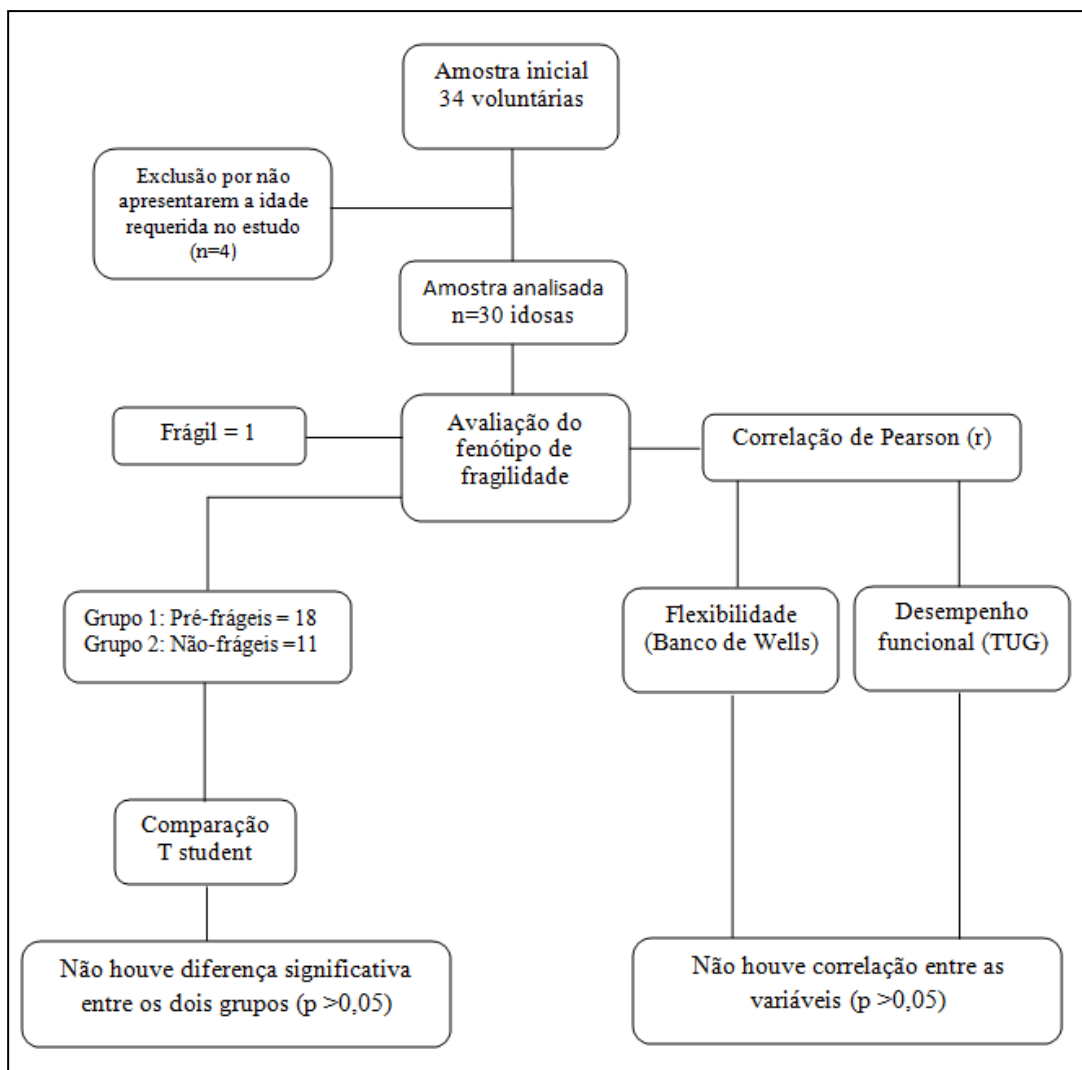 Amostra inicial
34 voluntárias
Exclusão por não
apresentarem a idade
requerida no estudo
(n=4)
Amostra analisada
n=30 idosas
Frágil = 1
Avaliação do
fenótipo de
fragilidade
Correlação de Pearson (r)
Grupo 1: Pré-frágeis = 18
Grupo 2: Não-frágeis =11
Flexibilidade
(Banco de Wells)
Desempenho
funcional (TUG)
Comparação
T student
Não houve diferença significativa
entre os dois grupos (p >0,05)
Não houve correlação entre as
variáveis (p >0,05)